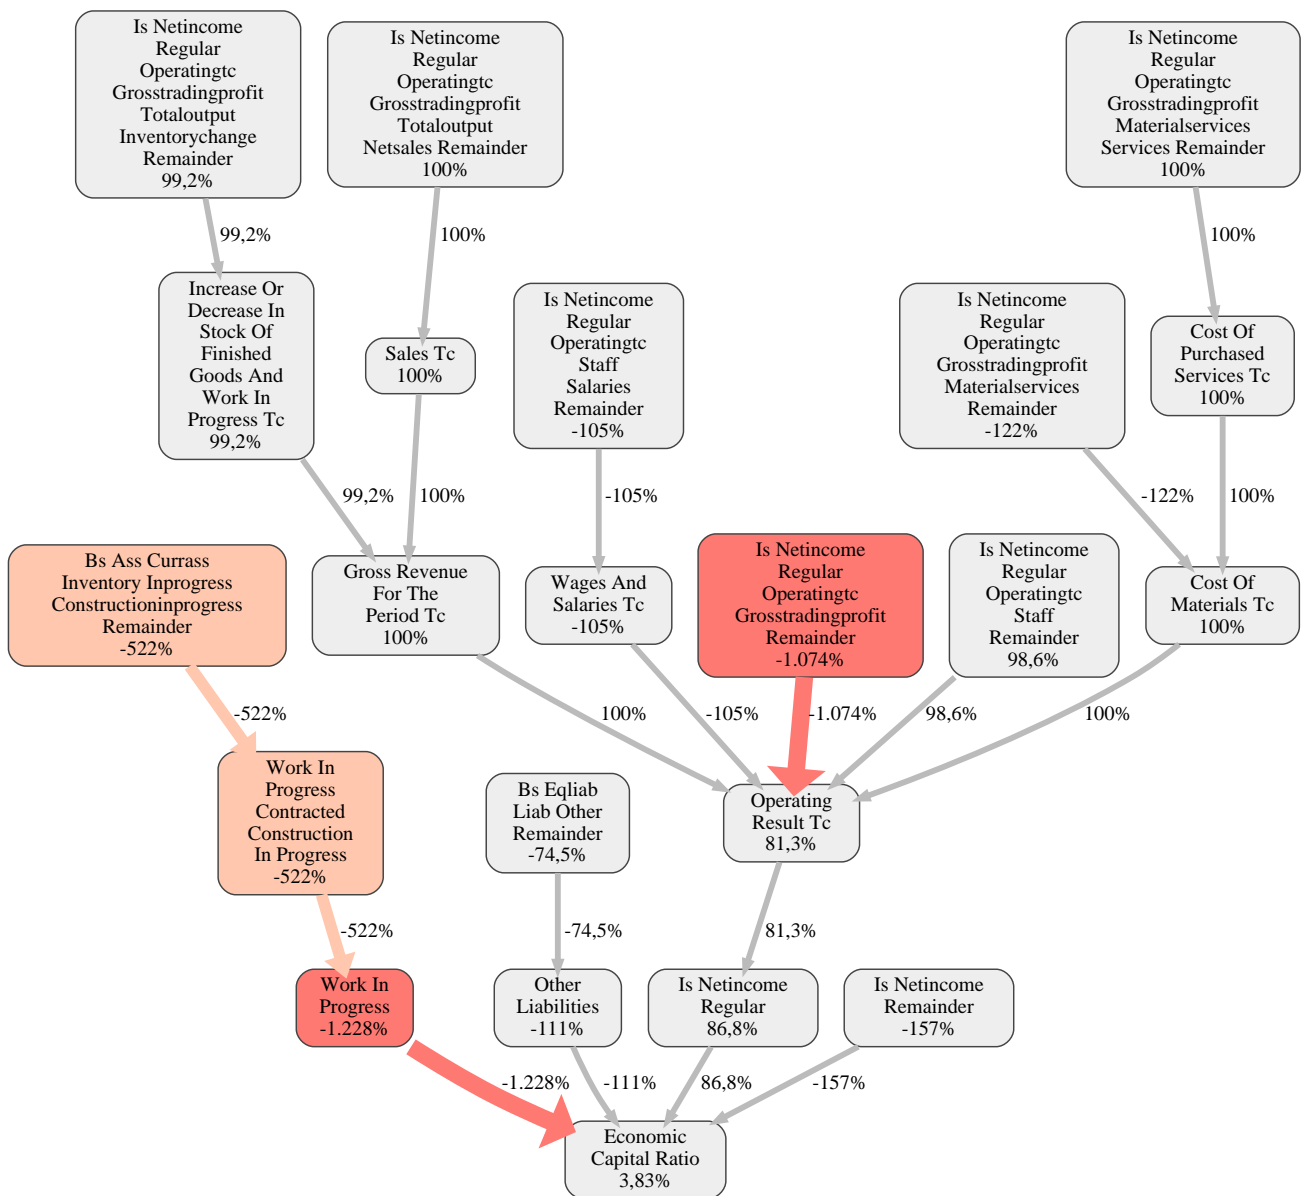 Is Netincome
Regular
Operatingtc
Grosstradingprofit
Totaloutput
Inventorychange
Remainder
99,2%
Is Netincome
Regular
Operatingtc
Grosstradingprofit
Totaloutput
Netsales Remainder
100%
Is Netincome
Regular
Operatingtc
Grosstradingprofit
Materialservices
Services Remainder
100%
99,2%
100%
100%
Increase Or
Decrease In
Stock Of
Finished
Goods And
Work In
Progress Tc
99,2%
Sales Tc
100%
Is Netincome
Regular
Operatingtc
Staff
Salaries
Remainder
-105%
Is Netincome
Regular
Operatingtc
Grosstradingprofit
Materialservices
Remainder
-122%
Cost Of
Purchased
Services Tc
100%
99,2%
100%
-105%
-122%
100%
Bs Ass Currass
Inventory Inprogress
Constructioninprogress
Remainder
-522%
Gross Revenue
For The
Period Tc
100%
Wages And
Salaries Tc
-105%
Is Netincome
Regular
Operatingtc
Grosstradingprofit
Remainder
-1.074%
Is Netincome
Regular
Operatingtc
Staff
Remainder
98,6%
Cost Of
Materials Tc
100%
-522%
100%
-105%
-1.074%
98,6%
100%
Work In
Progress
Contracted
Construction
In Progress
-522%
Bs Eqliab
Liab Other
Remainder
-74,5%
Operating
Result Tc
81,3%
-522%
-74,5%
81,3%
Work In
Progress
-1.228%
Other
Liabilities
-111%
Is Netincome
Regular
86,8%
Is Netincome
Remainder
-157%
-1.228%
-111%
86,8%
-157%
Economic
Capital Ratio
3,83%